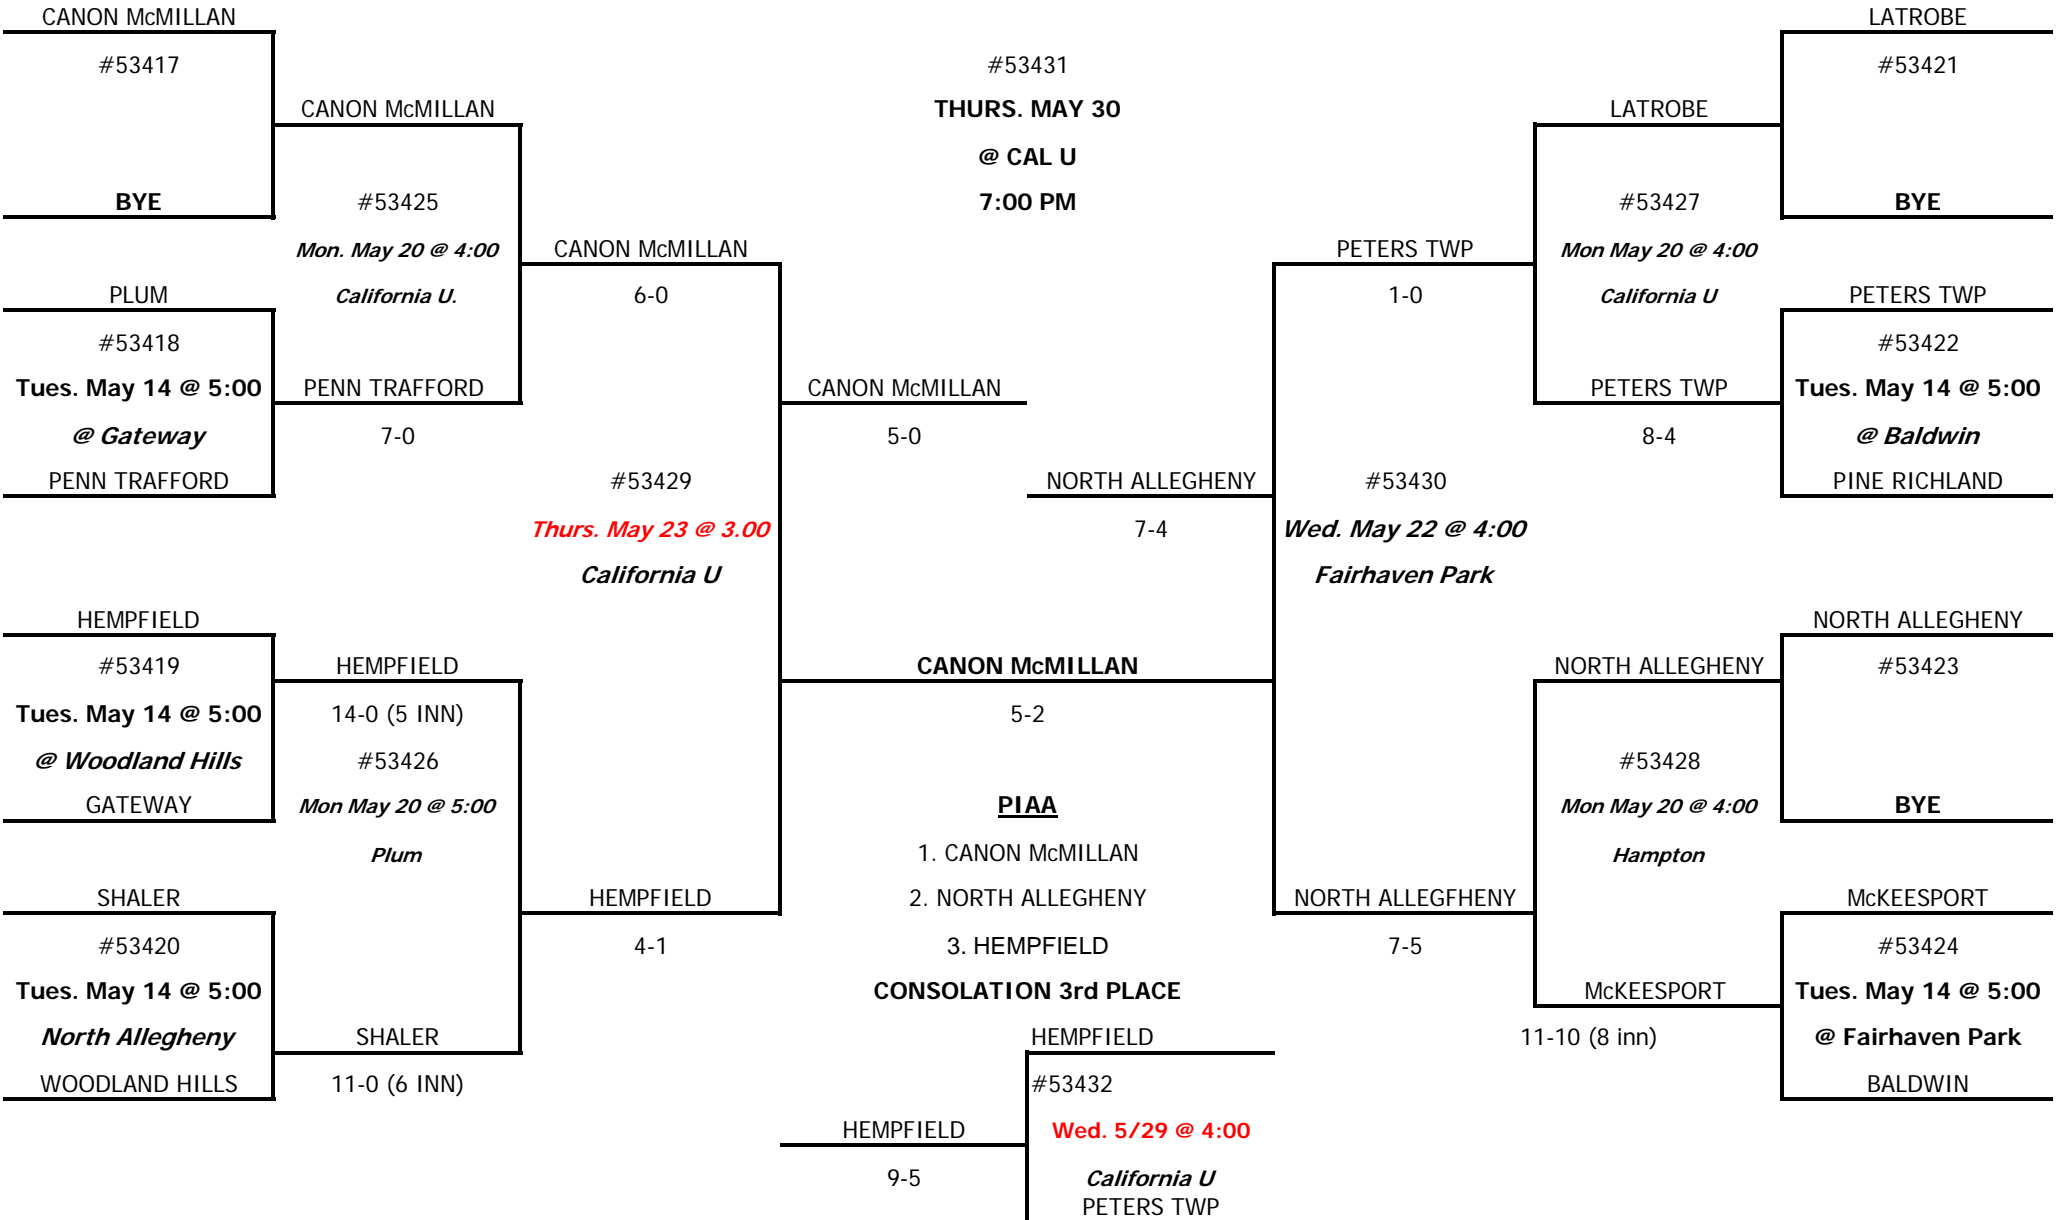 CANON McMILLAN
LATROBE
#53417
#53431
#53421
CANON McMILLAN
THURS. MAY 30
LATROBE
@ CAL U
BYE
#53425
7:00 PM
#53427
BYE
Mon. May 20 @ 4:00
CANON McMILLAN
PETERS TWP
Mon May 20 @ 4:00
PLUM
California U.
6-0
1-0
California U
PETERS TWP
#53418
#53422
Tues. May 14 @ 5:00
PENN TRAFFORD
CANON McMILLAN
PETERS TWP
Tues. May 14 @ 5:00
@ Gateway
7-0
5-0
8-4
@ Baldwin
PENN TRAFFORD
#53429
NORTH ALLEGHENY
#53430
PINE RICHLAND
Thurs. May 23 @ 3.00
7-4
Wed. May 22 @ 4:00
California U
Fairhaven Park
HEMPFIELD
NORTH ALLEGHENY
#53419
HEMPFIELD
CANON McMILLAN
NORTH ALLEGHENY
#53423
Tues. May 14 @ 5:00
14-0 (5 INN)
5-2
@ Woodland Hills
#53426
#53428
GATEWAY
Mon May 20 @ 5:00
PIAA
Mon May 20 @ 4:00
BYE
Plum
1. CANON McMILLAN
Hampton
SHALER
HEMPFIELD
2. NORTH ALLEGHENY
NORTH ALLEGFHENY
McKEESPORT
#53420
4-1
3. HEMPFIELD
7-5
#53424
Tues. May 14 @ 5:00
CONSOLATION 3rd PLACE
McKEESPORT
Tues. May 14 @ 5:00
North Allegheny
SHALER
HEMPFIELD
11-10 (8 inn)
@ Fairhaven Park
WOODLAND HILLS
11-0 (6 INN)
#53432
BALDWIN
HEMPFIELD
Wed. 5/29 @ 4:00
9-5
California U
PETERS TWP